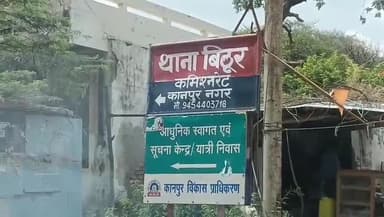 थाना बिठूर
कमिश्नरेट
कानपुर नगर
मो. 9454403718
आधुनिक स्वागत एवं
सूचना केन्द्र/यात्री निवास
कानपुर विकास प्राधिकरण